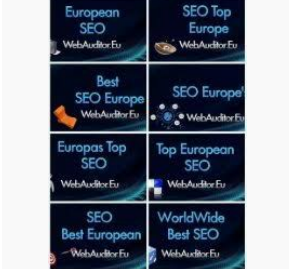 European
SEO
WebAuditor.Eu
SEO Top
Europe
WebAuditor.Eu
Best
SEO Europe
WebAuditor.Eu
SEO Europe'
WebAuditor.Eu
Europas Top
SEO
WebAuditor.Eu
Top European
SEO
WebAuditor.Eu
SEO
Best European
WebAuditor.Eu
WorldWide
Best SEO
WebAuditor.Eu